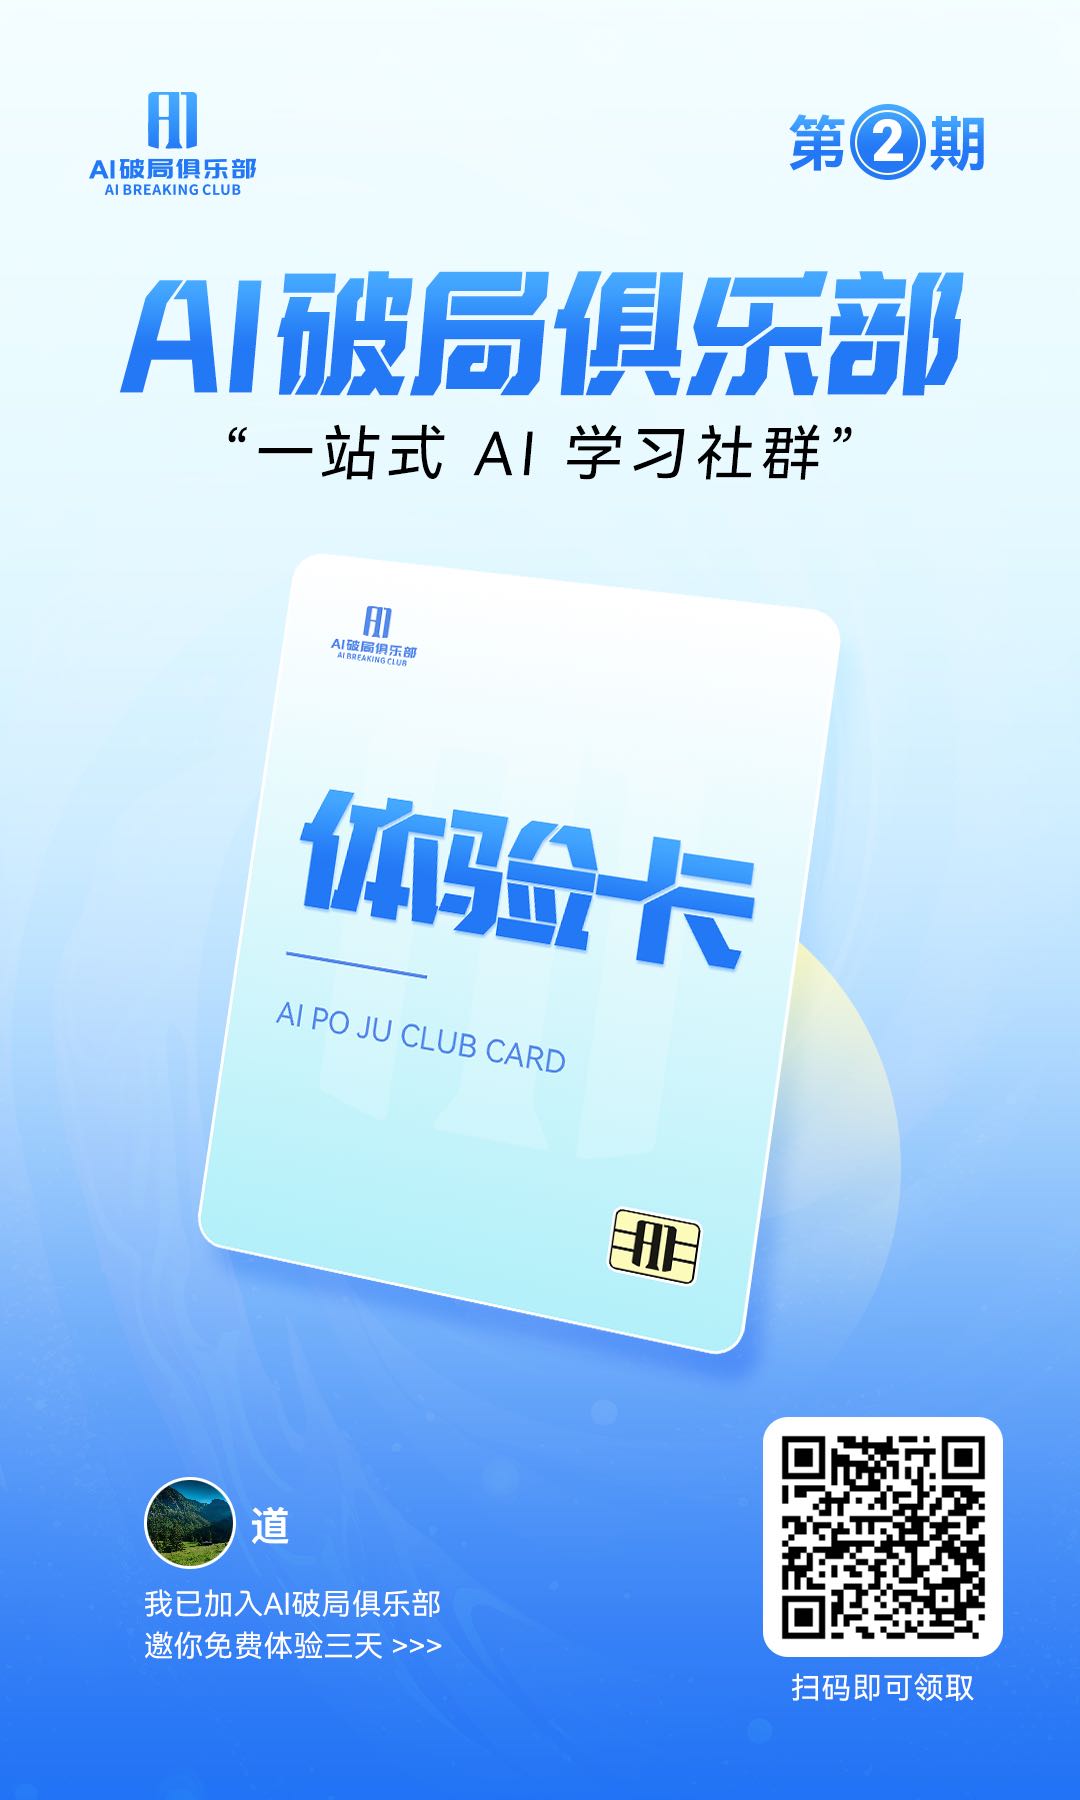 AI破局俱乐部
AI BREAKING CLUB
第2期
AI破局俱乐部
“一站式 AI 学习社群”
AI破局俱乐部
AI BREAKING CLUB
体验卡
AI PO JU CLUB CARD
AI
道
我已加入AI破局俱乐部
邀你免费体验三天 >>>
扫码即可领取